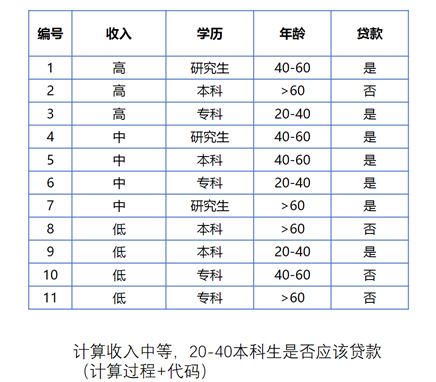 编号 收入 学历 年龄 贷款
1 高 研究生 40-60 是
2 高 本科 >60 否
3 高 专科 20-40 是
4 中 研究生 40-60 是
5 中 本科 40-60 是
6 中 专科 20-40 是
7 中 研究生 >60 是
8 低 本科 >60 否
9 低 本科 20-40 是
10 低 专科 40-60 否
11 低 专科 >60 否
计算收入中等，20-40本科生是否应该贷款
（计算过程+代码）